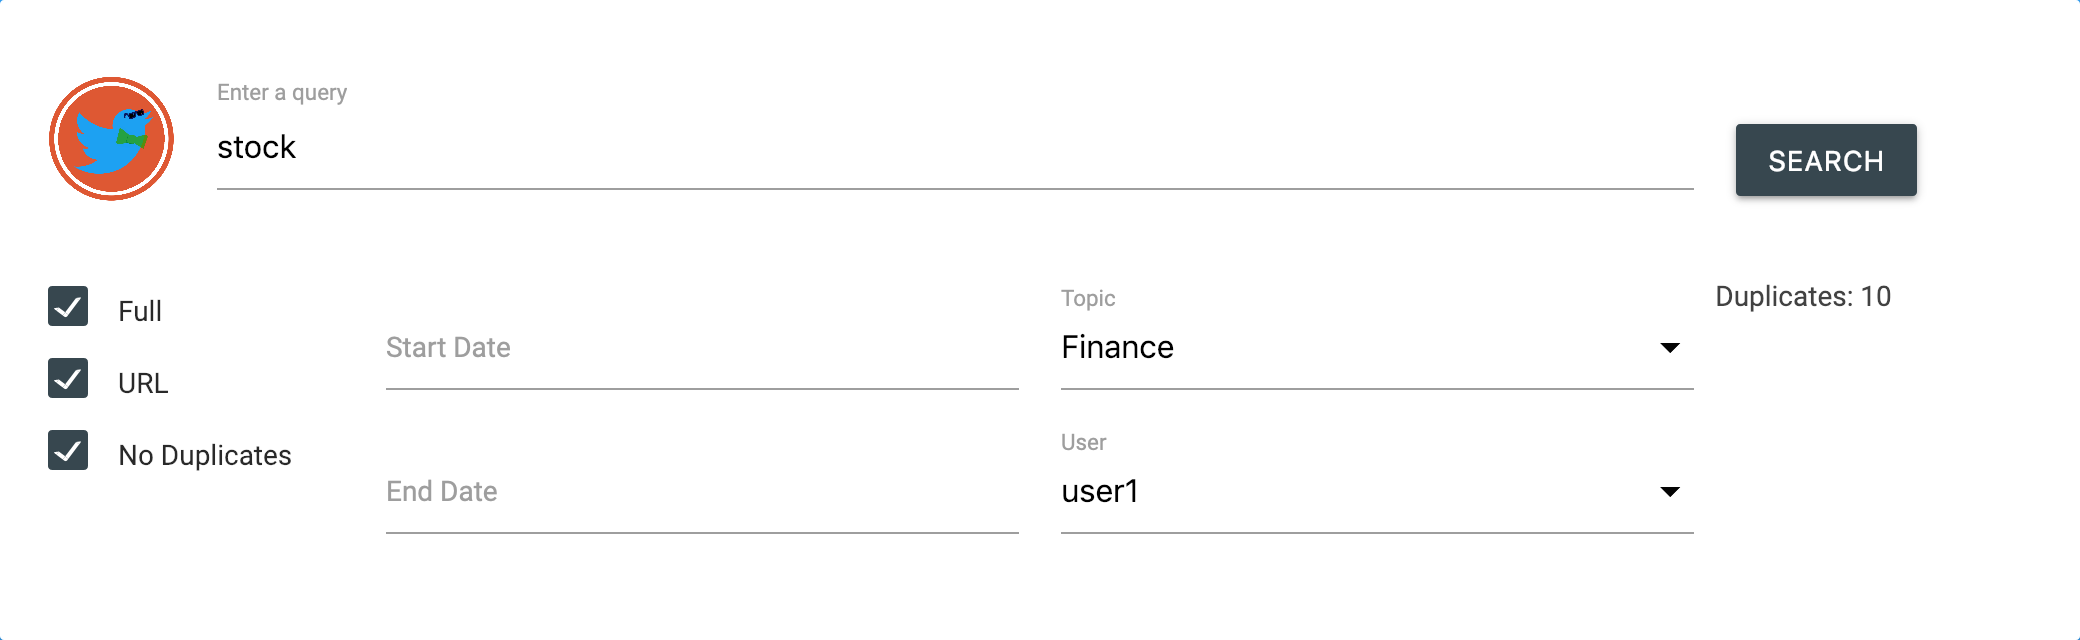 Enter a query
stock
SEARCH
Full
URL
No Duplicates
Start Date
End Date
Topic
Finance
User
user1
Duplicates: 10